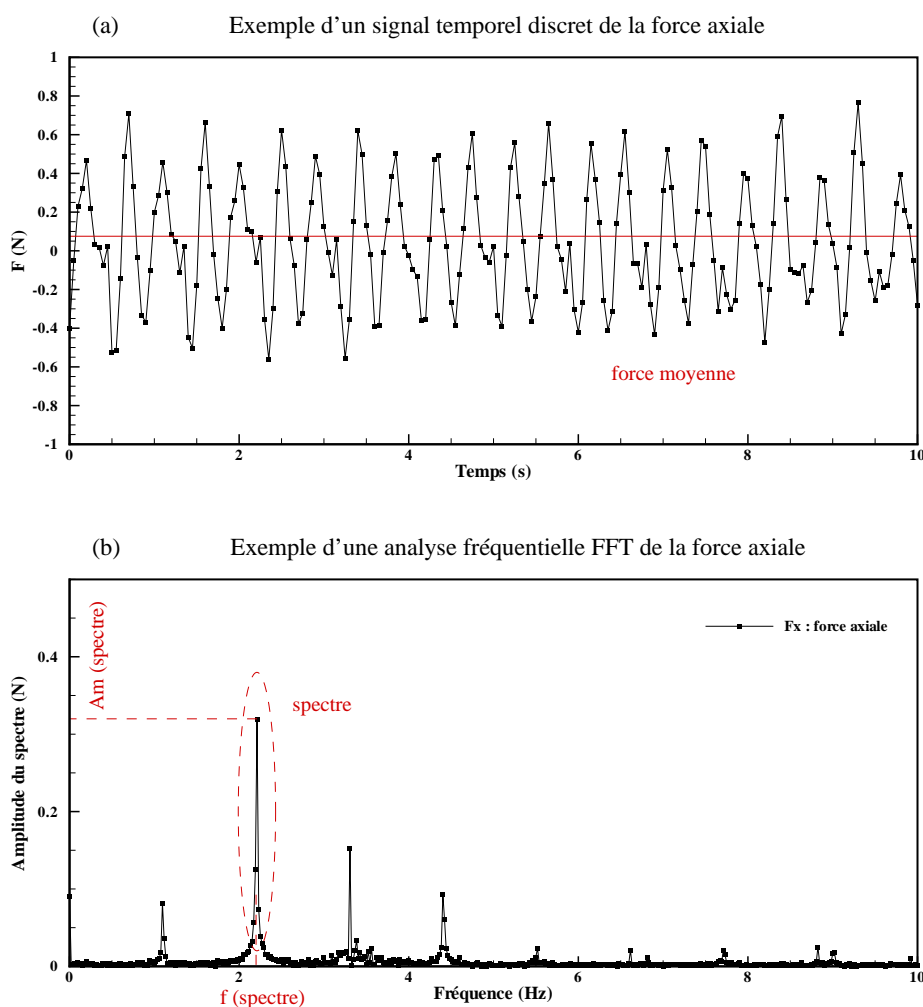 (a) Exemple d'un signal temporel discret de la force axiale
1
0.8
0.6
0.4
0.2
0
-0.2
-0.4
-0.6
-0.8
-1
F (N)
force moyenne
0 2 4 6 8 10
Temps (s)
(b) Exemple d'une analyse fréquentielle FFT de la force axiale
Am (spectre)
Fx : force axiale
0.4
spectre
0.2
0
Amplitude du spectre (N)
0 2 4 6 8 10
f (spectre)
Fréquence (Hz)